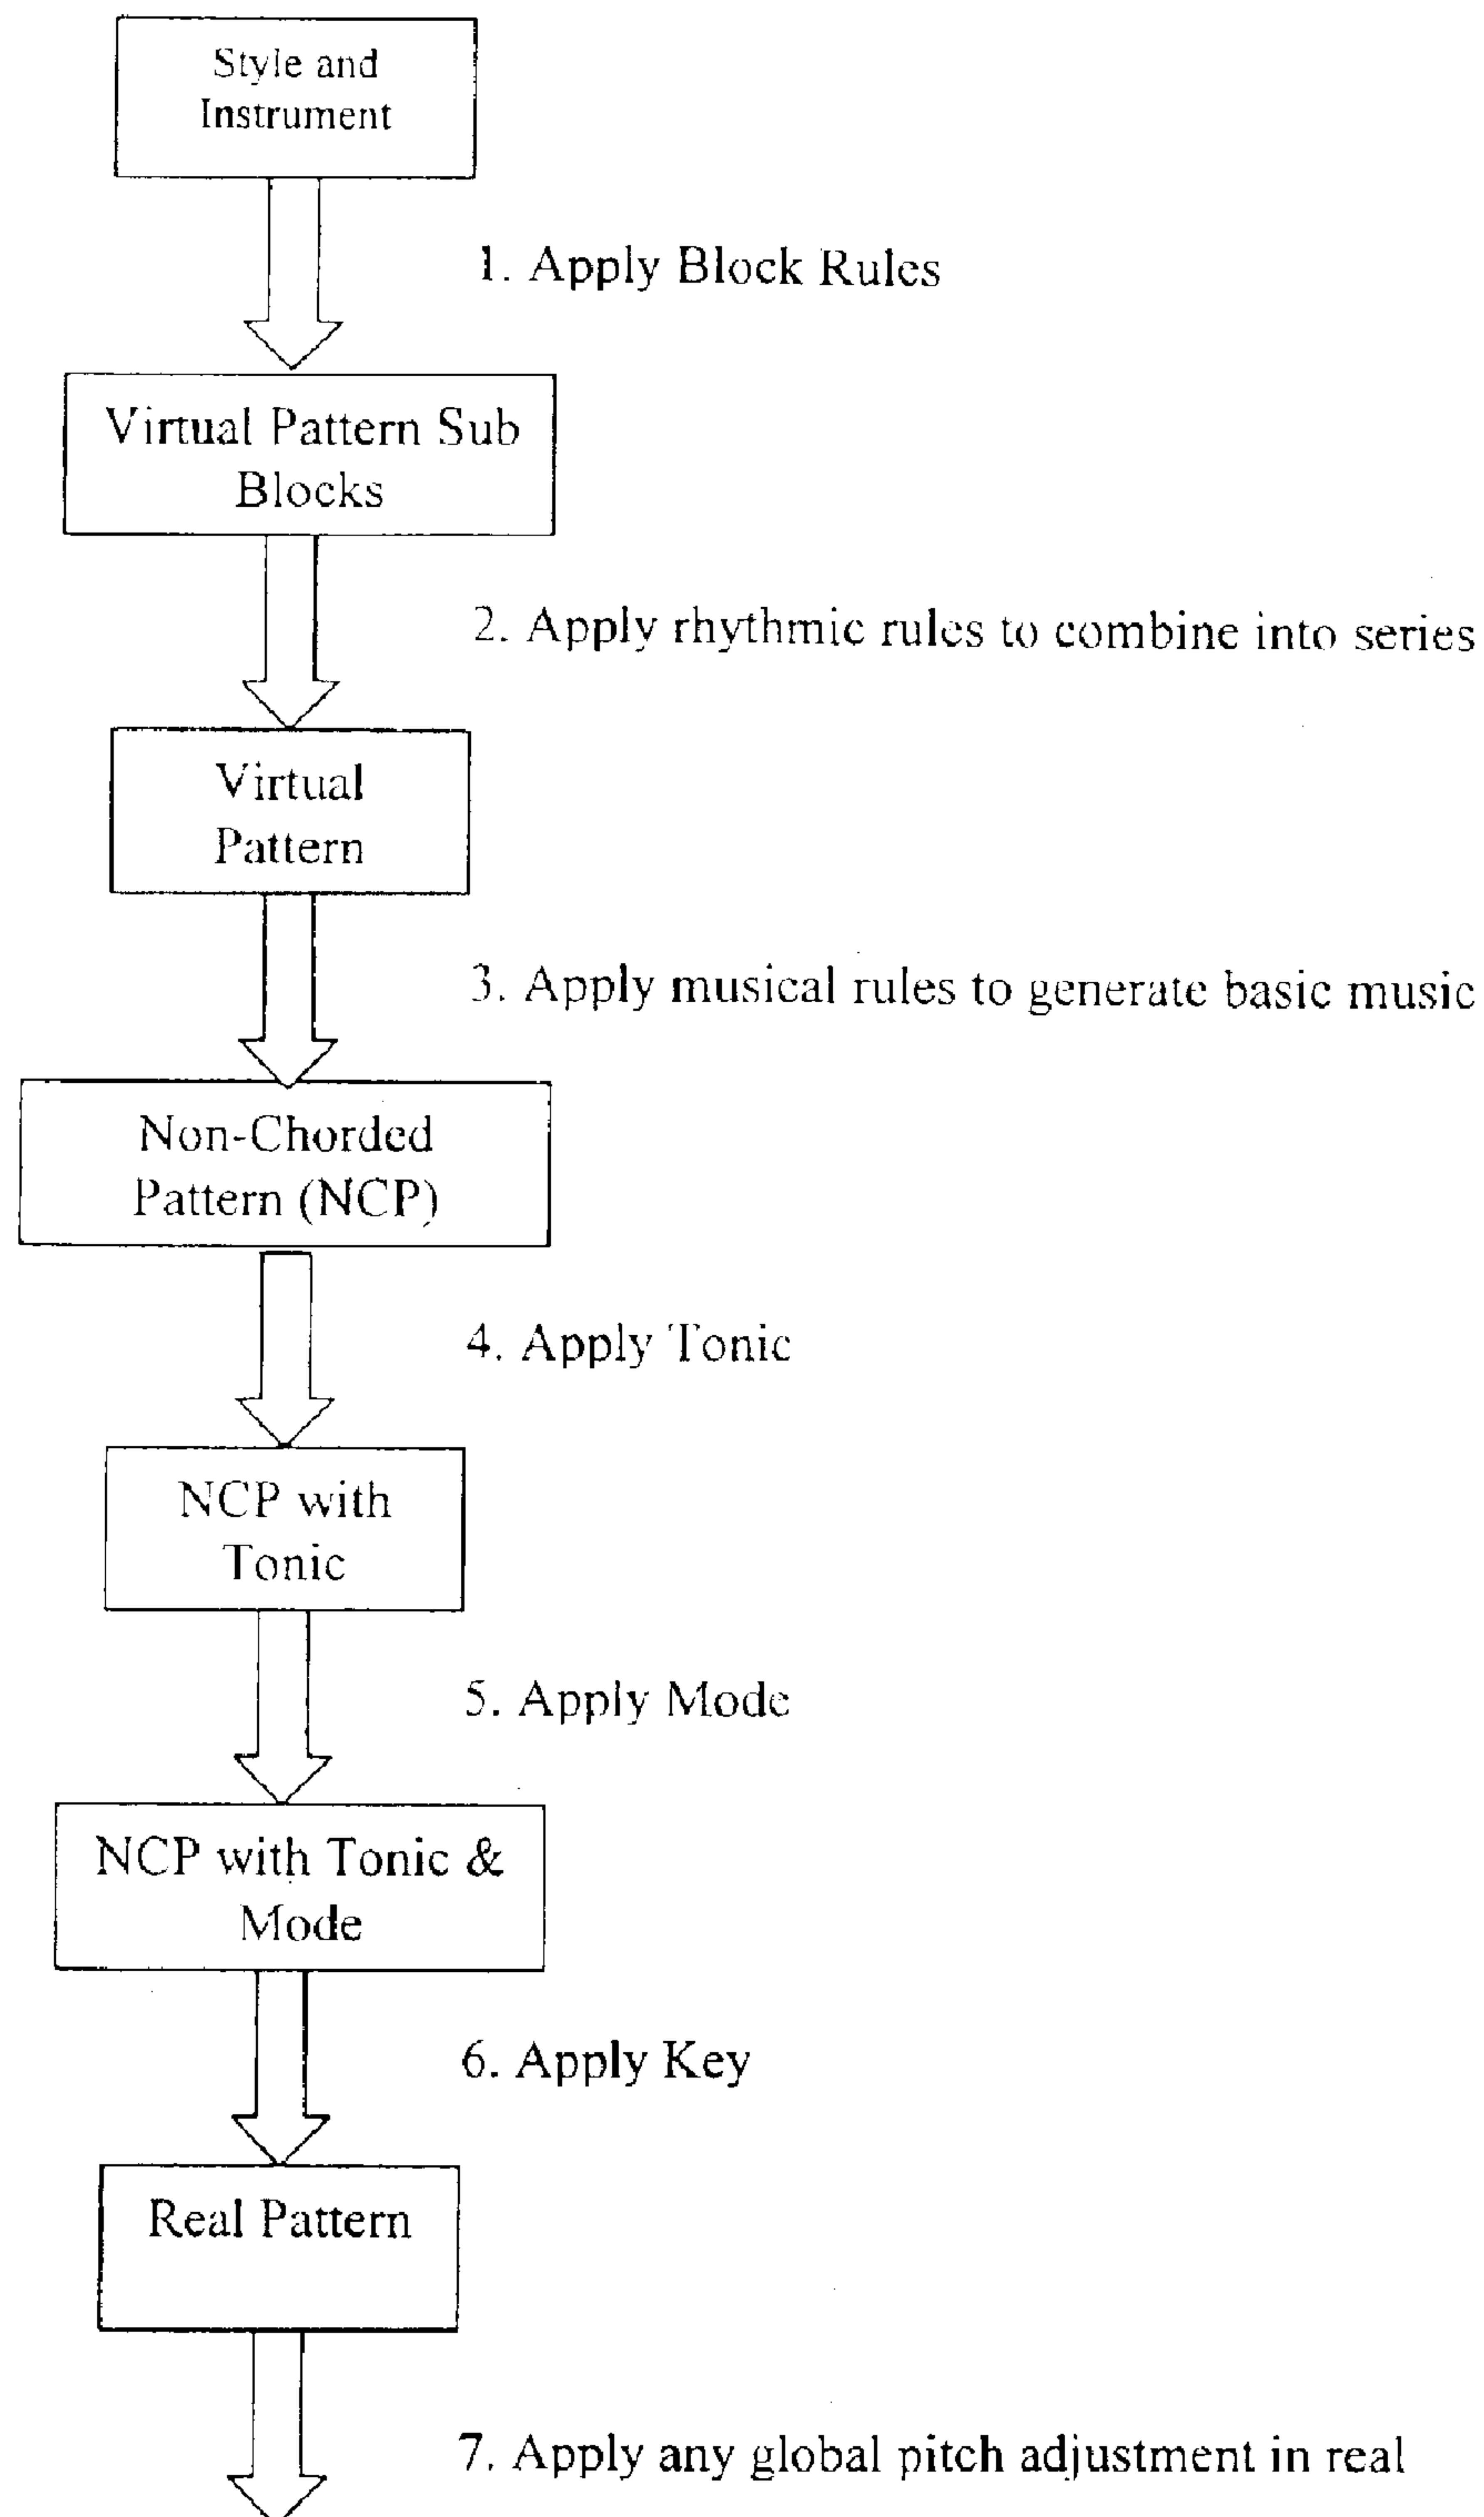 Style and
Instrument
1. Apply Block Rules
Virtual Pattern Sub
Blocks
2. Apply rhythmic rules to combine into series
Virtual
Pattern
3. Apply musical rules to generate basic music
Non-Chorded
Pattern (NCP)
4. Apply Tonic
NCP with
Tonic
5. Apply Mode
NCP with Tonic &
Mode
6. Apply Key
Real Pattern
7. Apply any global pitch adjustment in real